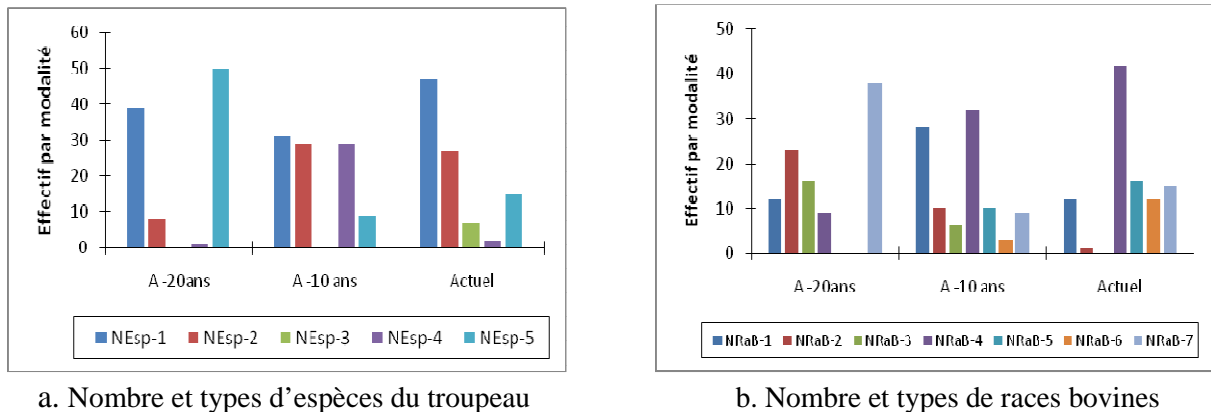 Effectif par modalité
60
50
40
30
20
10
0
A -20ans
A -10 ans
Actuel
NEsp-1 NEsp-2 NEsp-3 NEsp-4 NEsp-5
a. Nombre et types d'espèces du troupeau
Effectif par modalité
50
40
30
20
10
0
A -20ans
A -10 ans
Actuel
NRaB-1 NRaB-2 NRaB-3 NRaB-4 NRaB-5 NRaB-6 NRaB-7
b. Nombre et types de races bovines